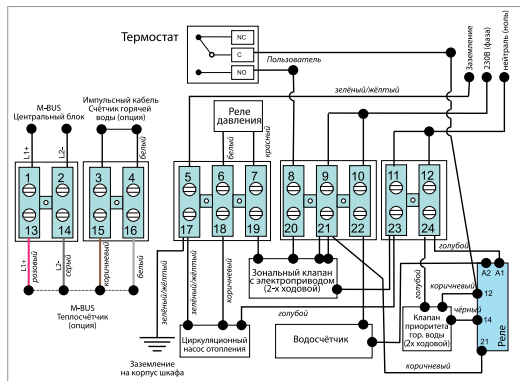 Термостат
NC
C
NO
Пользователь
Заземление
230В (фаза)
нейтраль (ноль)
зелёный/жёлтый
M-BUS
Центральный блок
Импульсный кабель
Счётчик горячей
воды (опция)
Реле
давления
L1+
L2-
белый
белый
красный
1
2
3
4
5
6
7
8
9
10
11
12
13
14
15
16
17
18
19
20
21
22
23
24
L1+
розовый
L2-
серый
коричневый
белый
M-BUS
Теплосчётчик
(опция)
зелёный/жёлтый
зелёный/жёлтый
Зональный клапан
с электроприводом
(2-х ходовой)
голубой
голубой
голубой
коричневый
чёрный
коричневый
A2
A1
12
14
21
Реле
Клапан
приоритета
гор. воды
(2х ходовой)
Циркуляционный
насос отопления
Водосчётчик
Заземление
на корпус шкафа